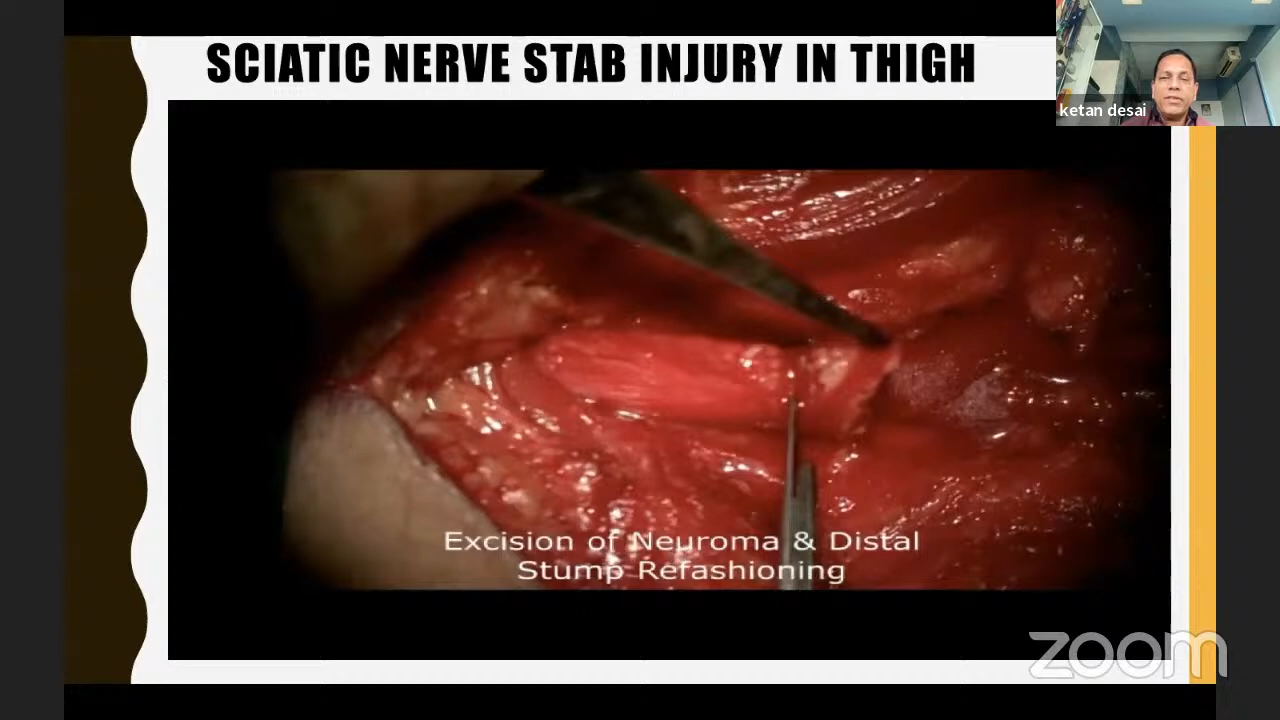 SCIATIC NERVE STAB INJURY IN THIGH
ketan desai
Excision of Neuroma & Distal
Stump Refashioning
zoom